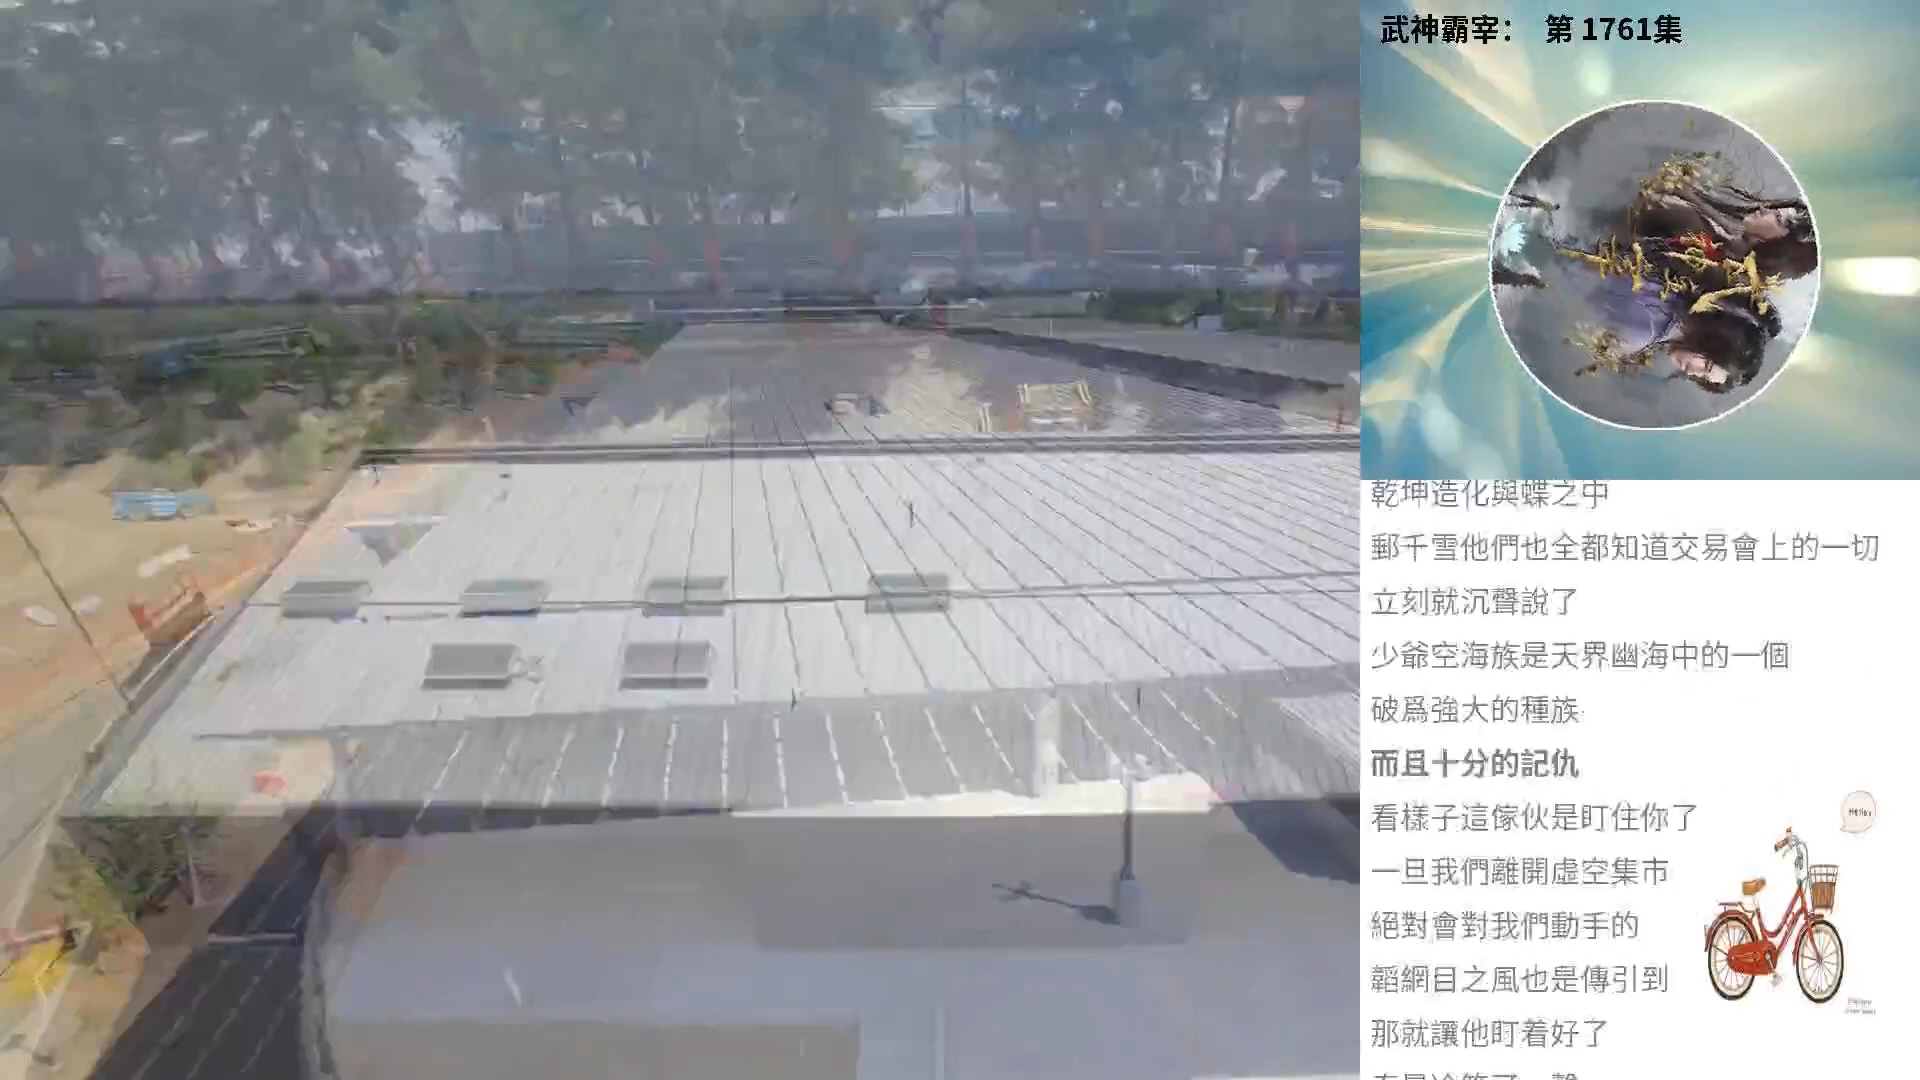 武神霸宰： 第 1761集
乾坤造化與蝶之中
郵千雪他們也全都知道交易會上的一切
立刻就沉聲說了
少爺空海族是天界幽海中的一個
破爲強大的種族
而且十分的記仇
看樣子這傢伙是盯住你了
一旦我們離開虛空集市
絕對會對我們動手的
韜網目之風也是傳引到
那就讓他盯着好了
Hello